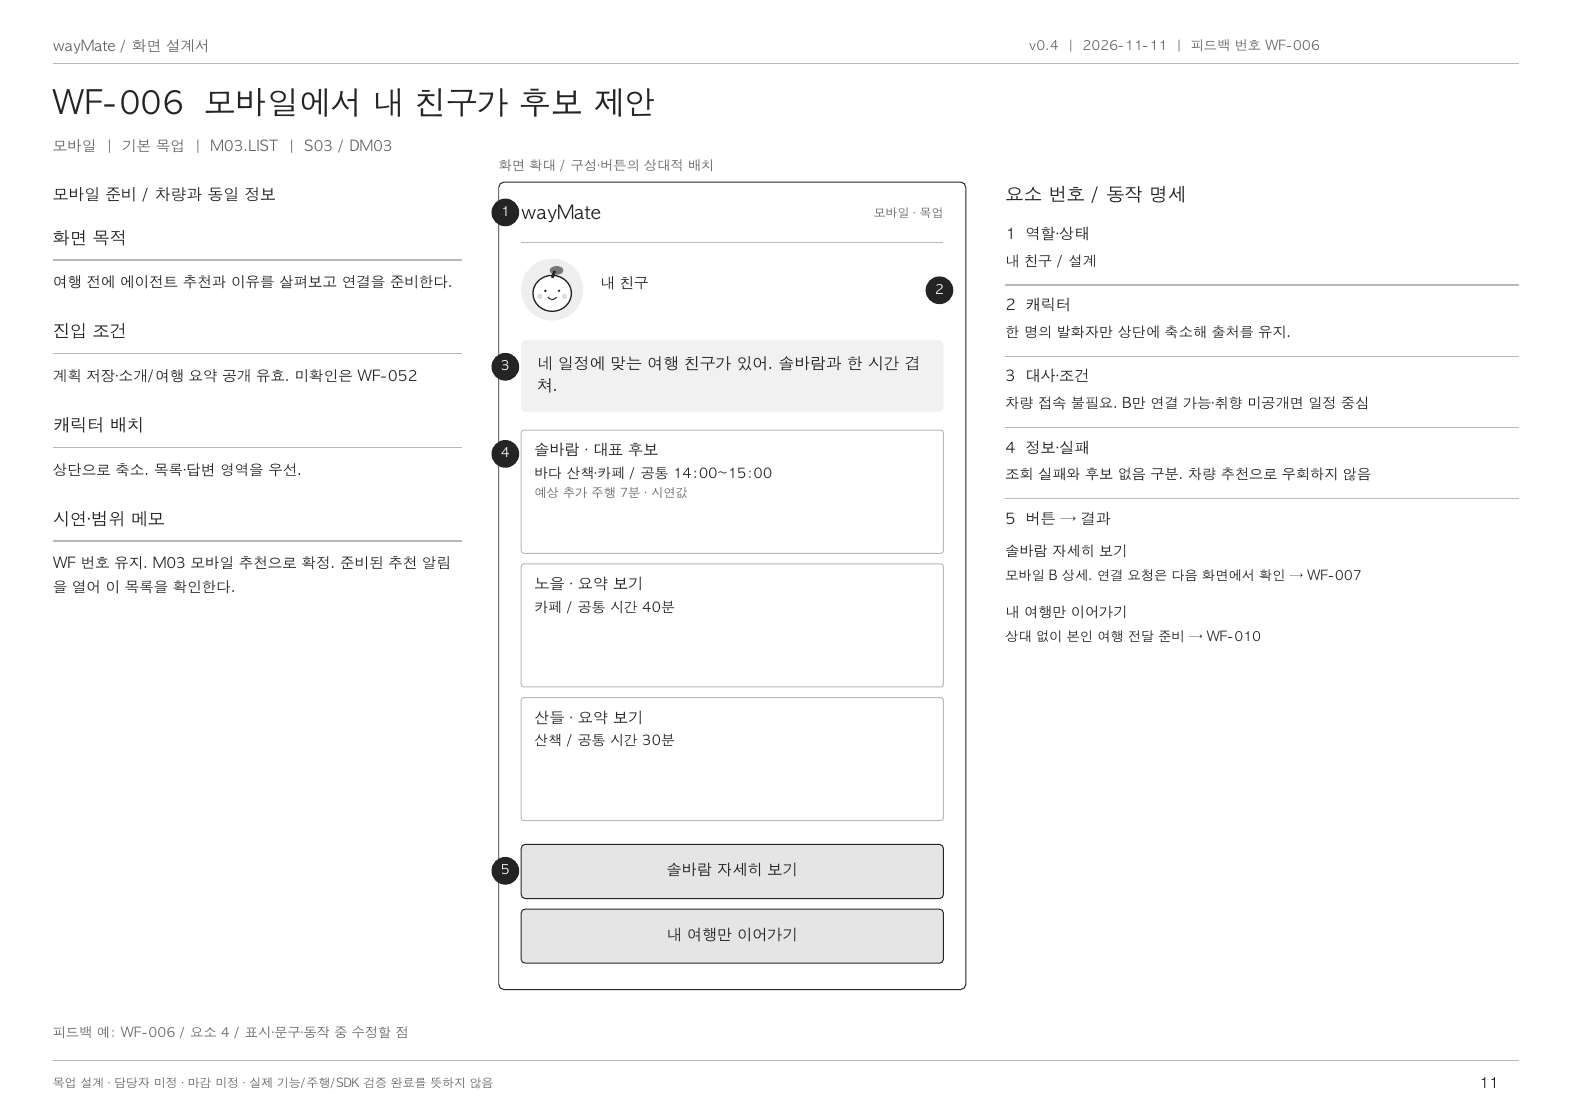 wayMate / 화면 설계서
v0.4 | 2026-11-11 | 피드백 번호 WF-006
WF-006 모바일에서 내 친구가 후보 제안
모바일 | 기본 목업 | M03.LIST | S03 / DM03
모바일 준비 / 차량과 동일 정보
화면 목적
여행 전에 에이전트 추천과 이유를 살펴보고 연결을 준비한다.
진입 조건
계획 저장·소개/여행 요약 공개 유효. 미확인은 WF-052
캐릭터 배치
상단으로 축소. 목록·답변 영역을 우선.
시연·범위 메모
WF 번호 유지. M03 모바일 추천으로 확정. 준비된 추천 알림
을 열어 이 목록을 확인한다.
화면 확대 / 구성·버튼의 상대적 배치
1 wayMate
모바일 · 목업
내 친구
2
3
네 일정에 맞는 여행 친구가 있어. 솔바람과 한 시간 겹
쳐.
4
솔바람 · 대표 후보
바다 산책·카페 / 공통 14:00~15:00
예상 추가 주행 7분 · 시연값
노을 · 요약 보기
카페 / 공통 시간 40분
산들 · 요약 보기
산책 / 공통 시간 30분
5
솔바람 자세히 보기
내 여행만 이어가기
요소 번호 / 동작 명세
1 역할·상태
내 친구 / 설계
2 캐릭터
한 명의 발화자만 상단에 축소해 출처를 유지.
3 대사·조건
차량 접속 불필요. B만 연결 가능·취향 미공개면 일정 중심
4 정보·실패
조회 실패와 후보 없음 구분. 차량 추천으로 우회하지 않음
5 버튼 → 결과
솔바람 자세히 보기
모바일 B 상세. 연결 요청은 다음 화면에서 확인 → WF-007
내 여행만 이어가기
상대 없이 본인 여행 전달 준비 → WF-010
피드백 예: WF-006 / 요소 4 / 표시·문구·동작 중 수정할 점
목업 설계 · 담당자 미정 · 마감 미정 · 실제 기능/주행/SDK 검증 완료를 뜻하지 않음
11